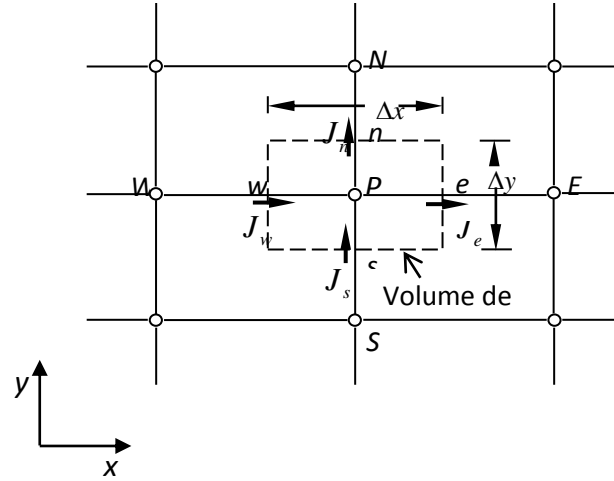 N
Δx
J_n n
W w P e Δy E
J_w J_e
J_s s
Volume de
S
y
x